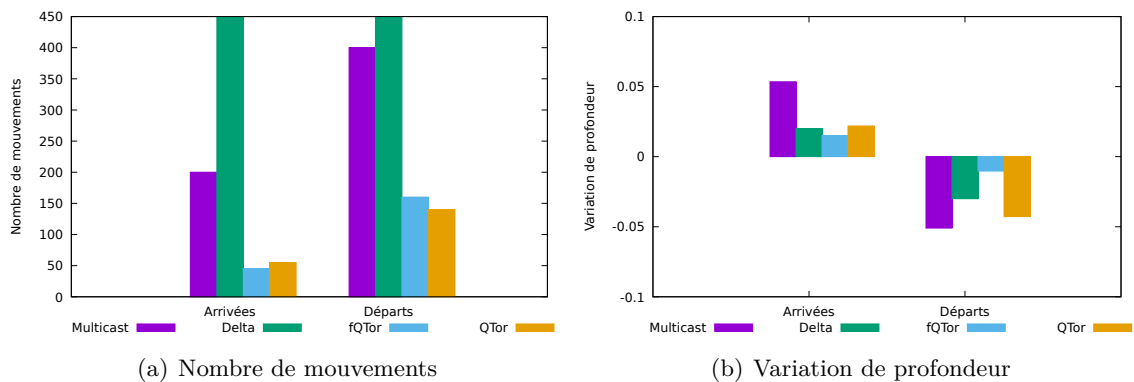 450
400
350
300
250
200
150
100
50
0
Nombre de mouvements
Arrivées Départs
Multicast Delta fQTor QTor
(a) Nombre de mouvements
0.1
0.05
0
-0.05
-0.1
Variation de profondeur
Arrivées Départs
Multicast Delta fQTor QTor
(b) Variation de profondeur